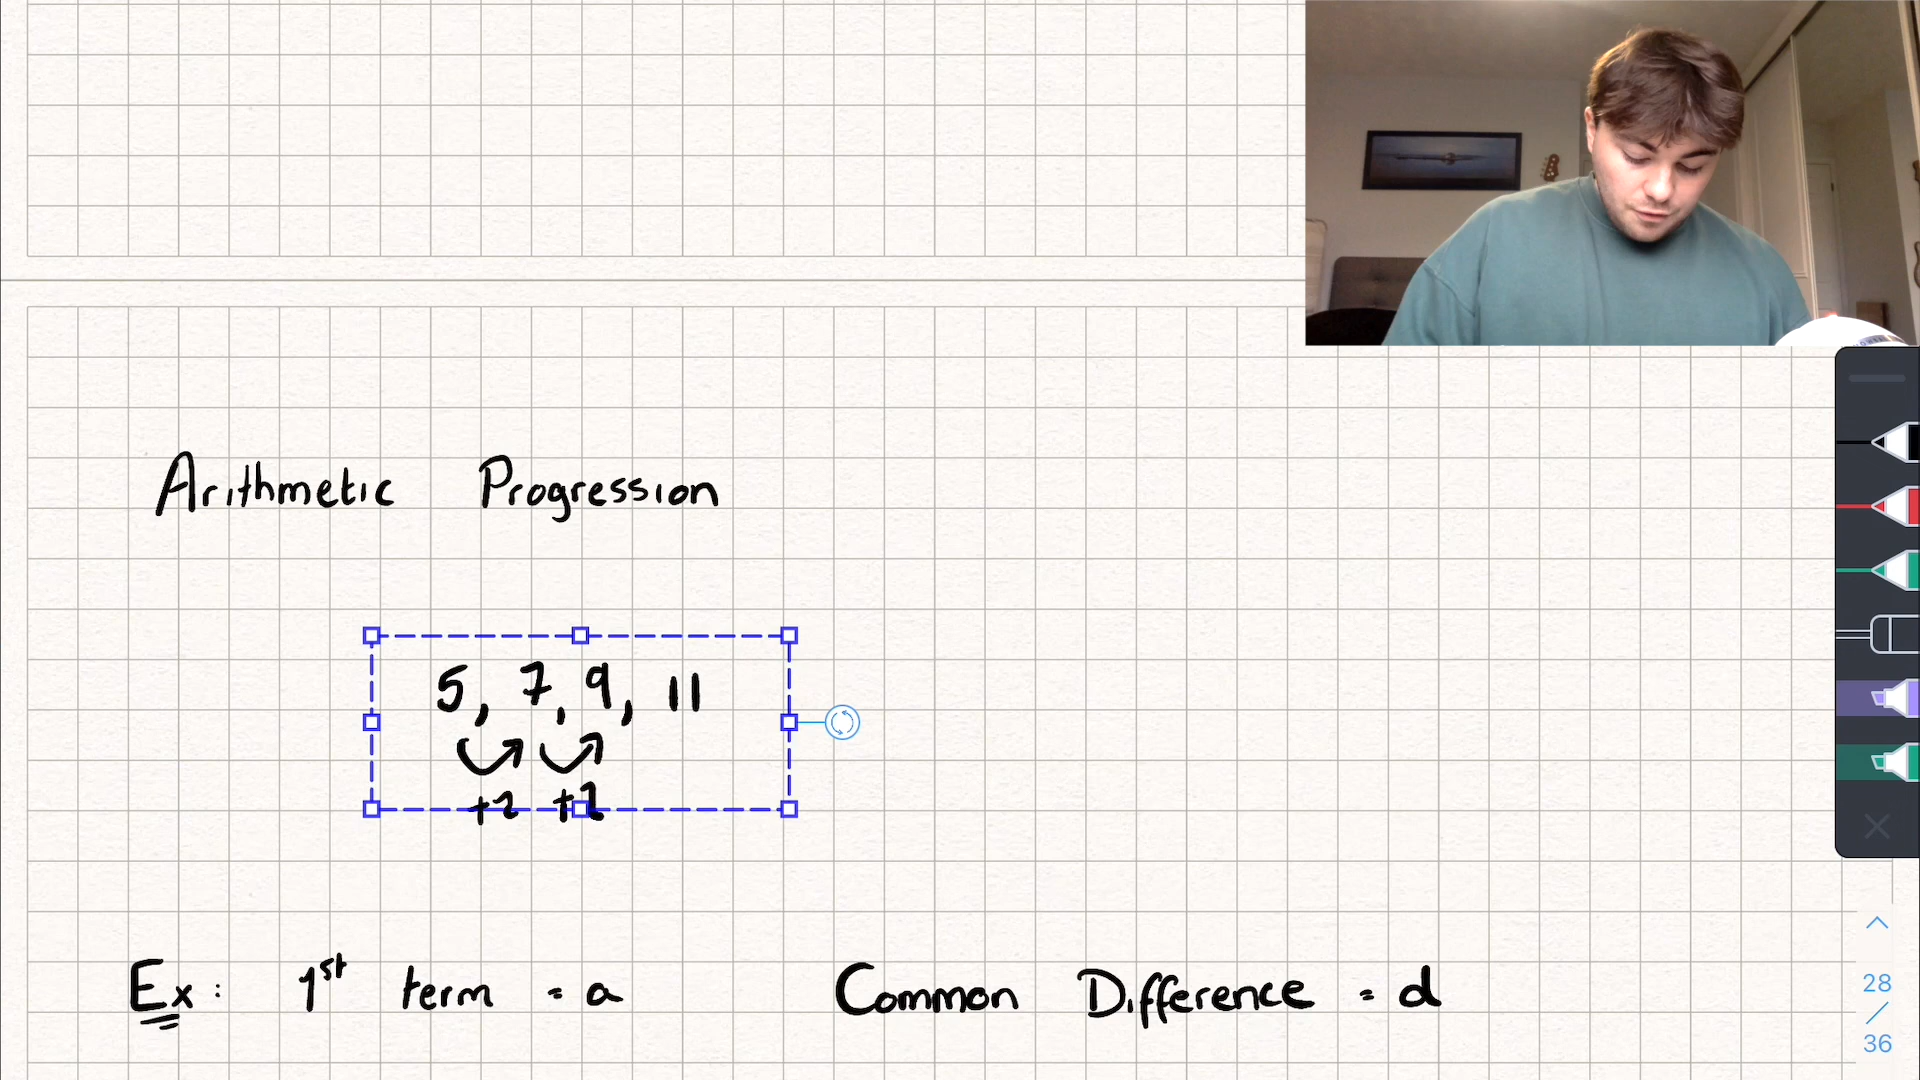 Arithmetic Progression
5, 7, 9, 11
+2 +2
Ex: 1st term = a Common Difference = d
28
/
36